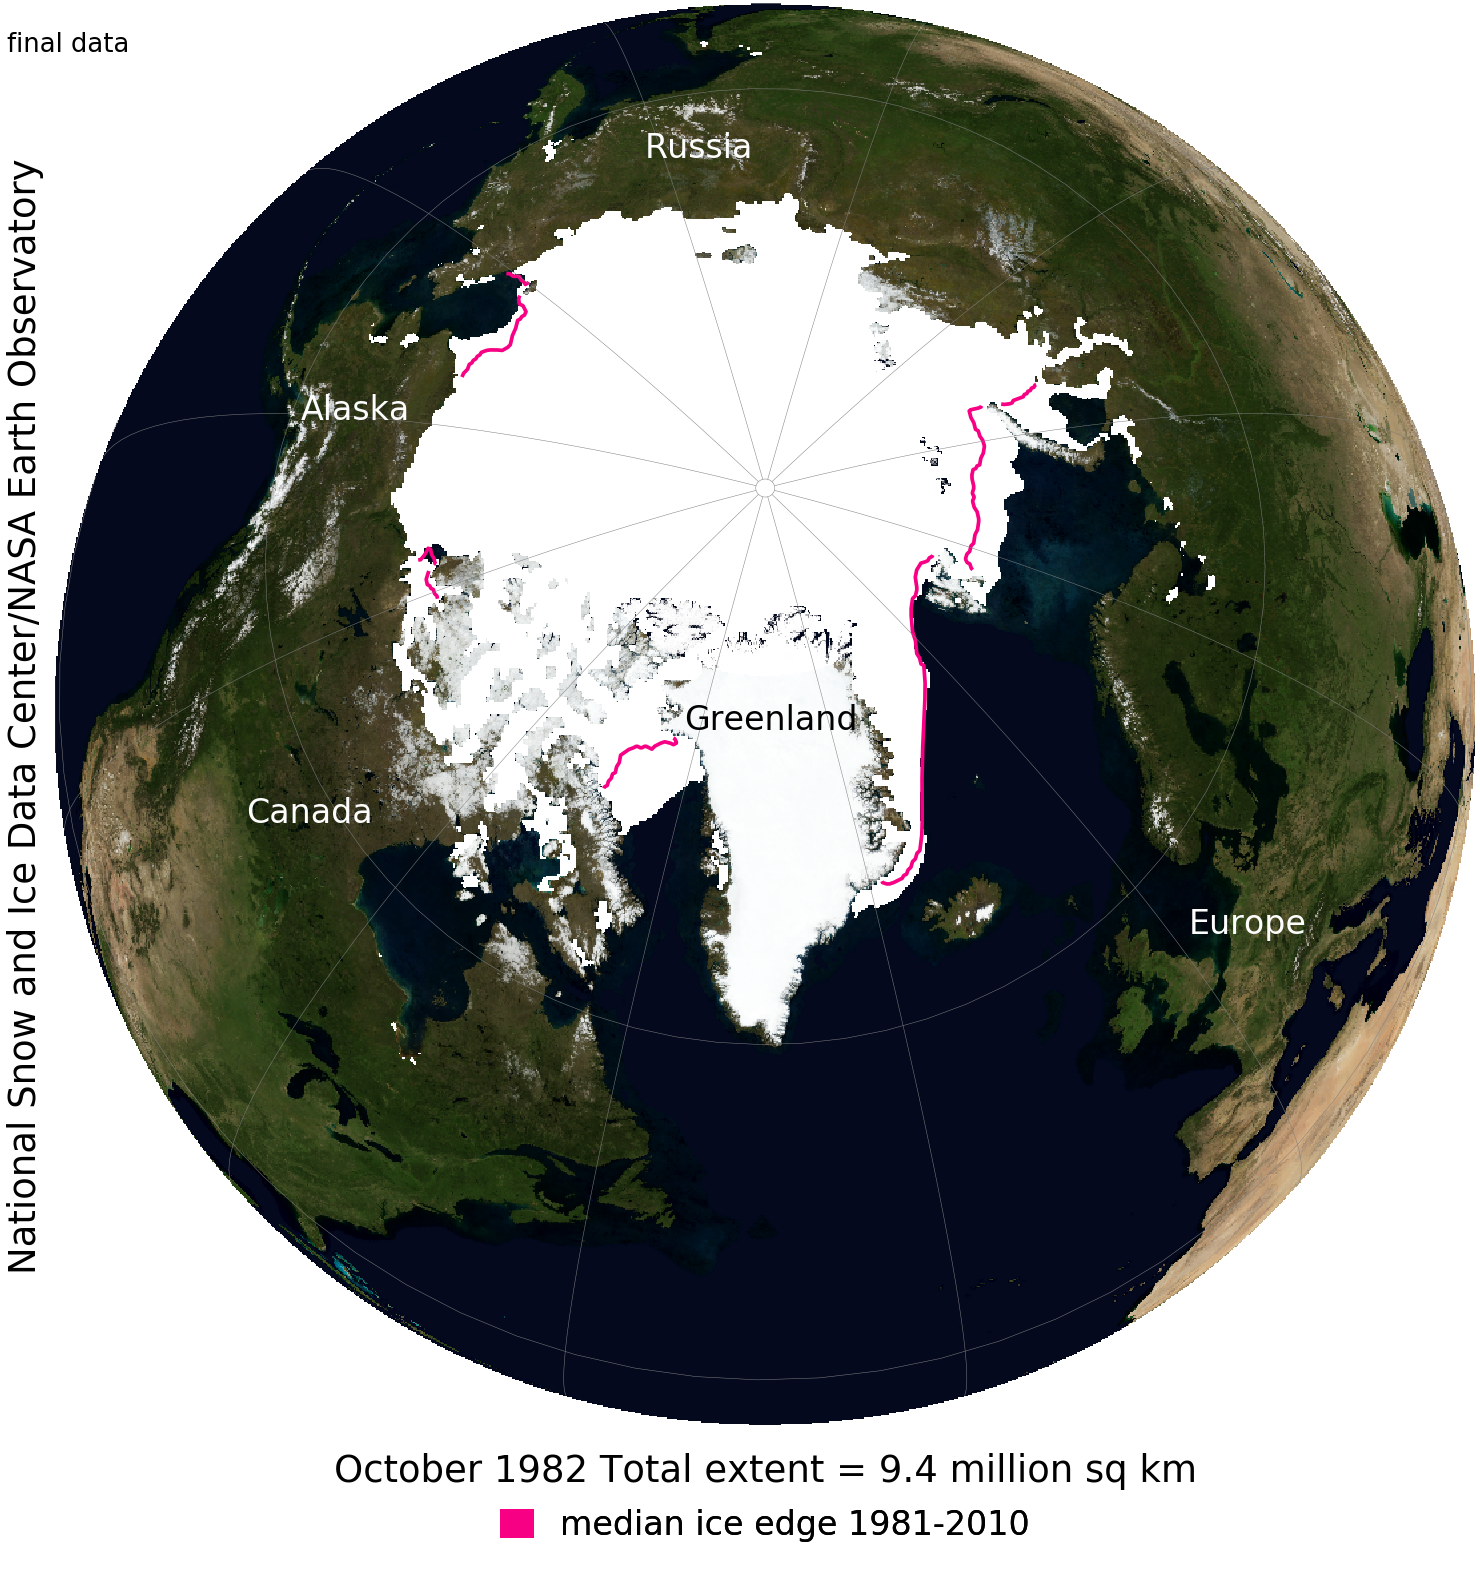 final data
National Snow and Ice Data Center/NASA Earth Observatory
Russia
Alaska
Greenland
Canada
Europe
October 1982 Total extent = 9.4 million sq km
median ice edge 1981-2010